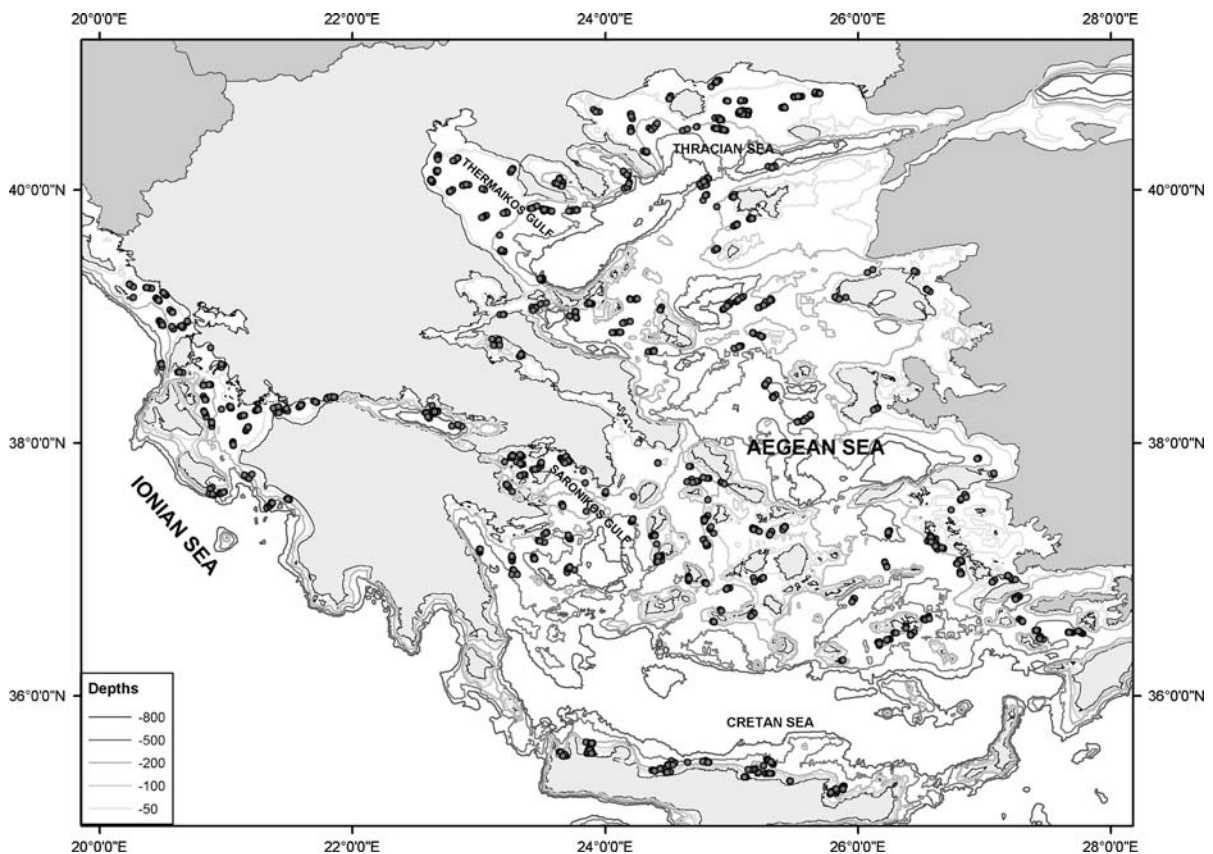 20°0'0"E 22°0'0"E 24°0'0"E 26°0'0"E 28°0'0"E
THRACIAN SEA
THERMAIKOS GULF
40°0'0"N 40°0'0"N
38°0'0"N 38°0'0"N
AEGEAN SEA
SARONIKOS GULF
IONIAN SEA
36°0'0"N 36°0'0"N
CRETAN SEA
Depths
-800
-500
-200
-100
-50
20°0'0"E 22°0'0"E 24°0'0"E 26°0'0"E 28°0'0"E